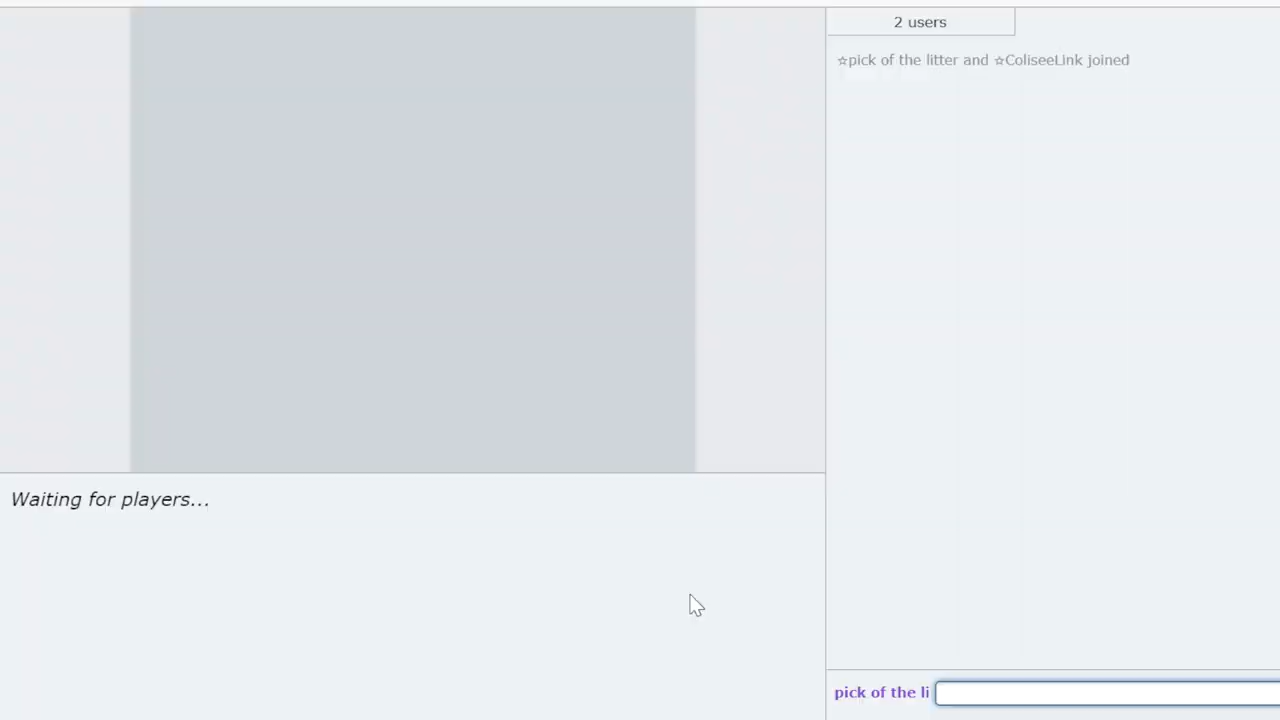 2 users
☆pick of the litter and ☆ColiseeLink joined
Waiting for players...
pick of the li